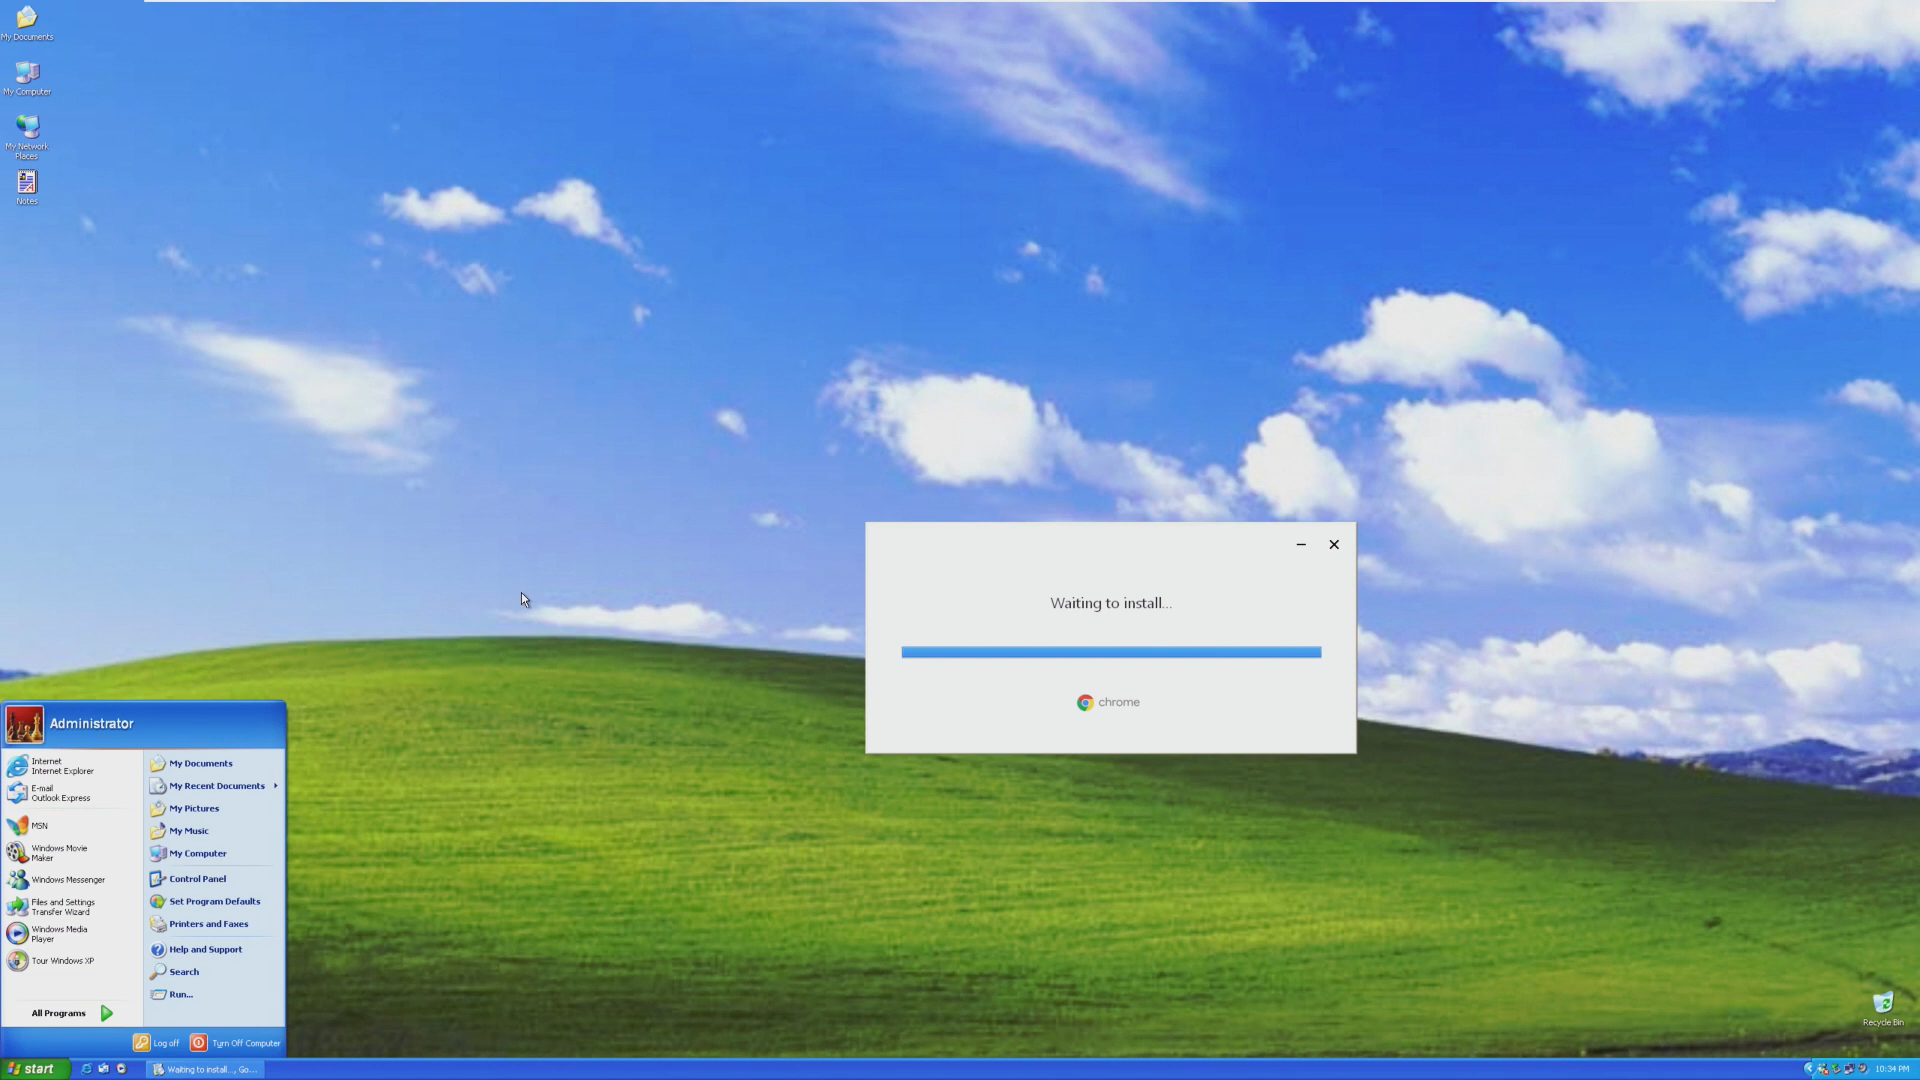 My Documents
My Computer
My Network
Places
Notes
Waiting to install...
chrome
Administrator
Internet
Internet Explorer
E-mail
Outlook Express
MSN
Windows Movie
Maker
Windows Messenger
Files and Settings
Transfer Wizard
Windows Media
Player
Tour Windows XP
All Programs
My Documents
My Recent Documents
My Pictures
My Music
My Computer
Control Panel
Set Program Defaults
Printers and Faxes
Help and Support
Search
Run...
Log off
Turn Off Computer
Recycle Bin
start
Waiting to install..., Go...
10:34 PM